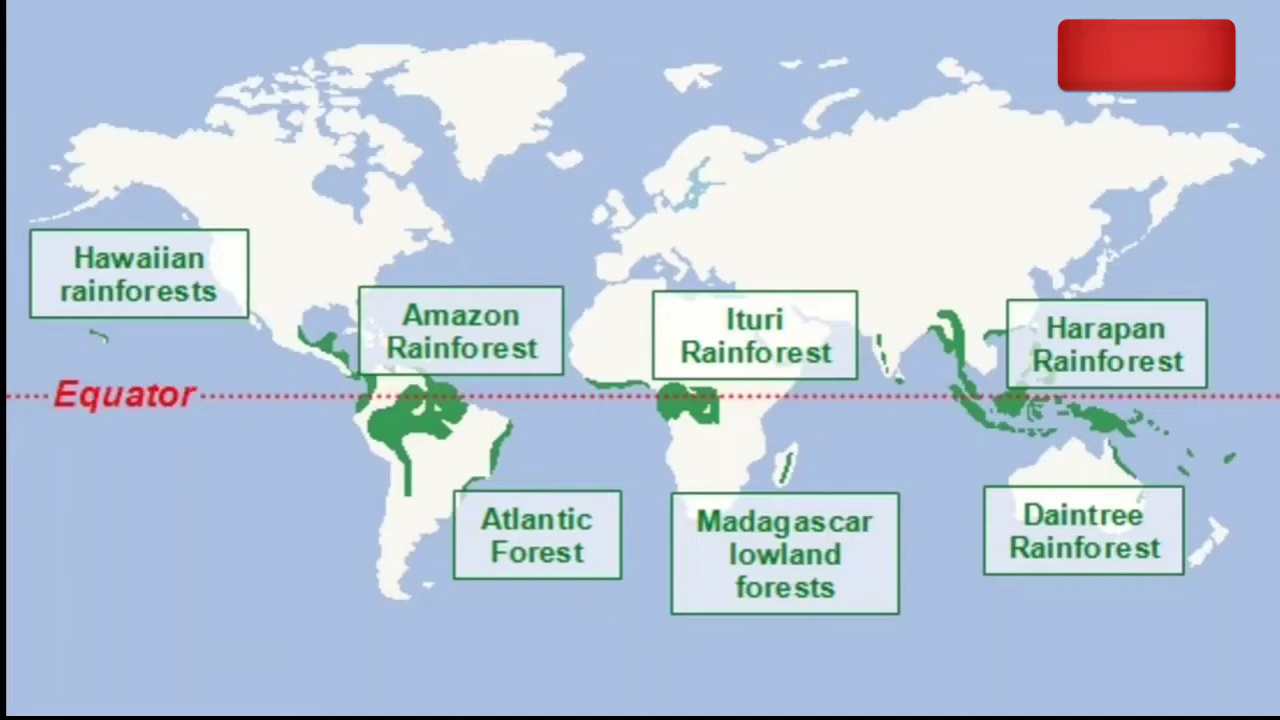 Hawaiian
rainforests
Amazon
Rainforest
Ituri
Rainforest
Harapan
Rainforest
Equator
Atlantic
Forest
Madagascar
lowland
forests
Daintree
Rainforest